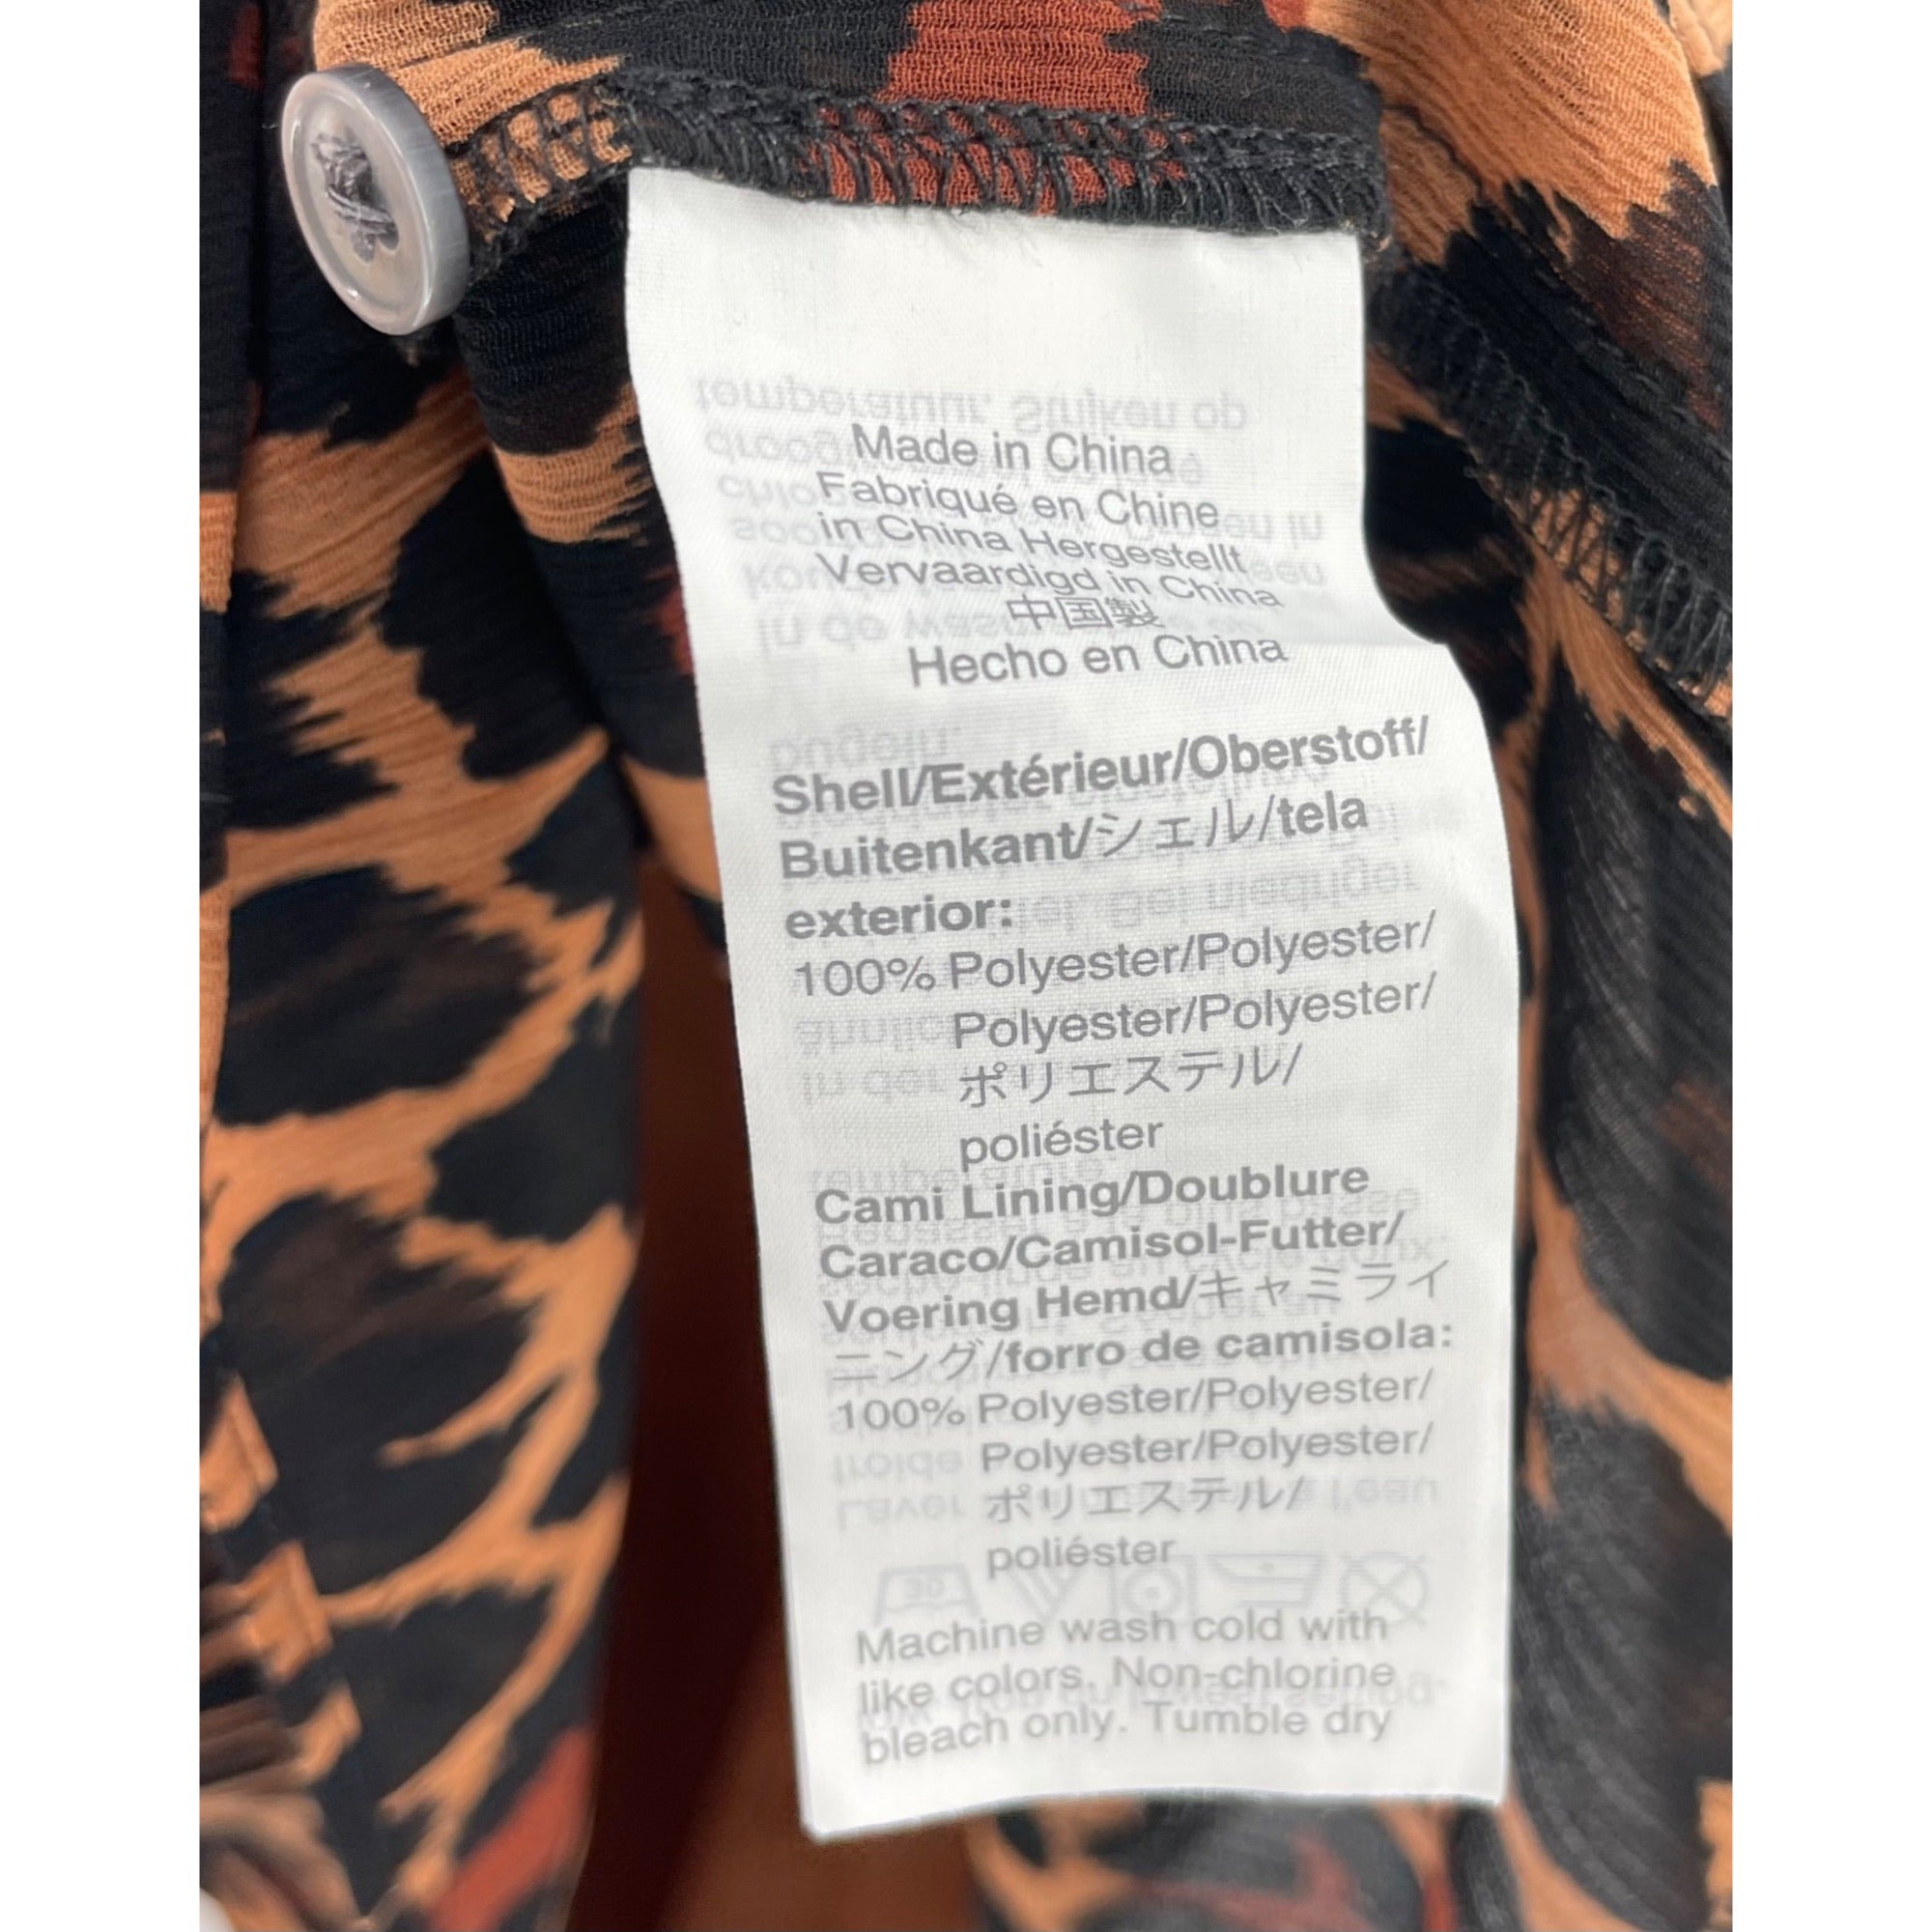 Made in China
Fabriqué en Chine
in China Hergestellt
Vervaardigd in China
中国製
Hecho en China
Shell/Extérieur/Oberstoff/
Buitenkant/シェル/tela
exterior:
100% Polyester/Polyester/
Polyester/Polyester/
ポリエステル/
poliéster
Cami Lining/Doublure
Caraco/Camisol-Futter/
Voering Hemd/キャミライ
ニング/forro de camisola:
100% Polyester/Polyester/
Polyester/Polyester/
ポリエステル/
poliéster
Machine wash cold with
like colors. Non-chlorine
bleach only. Tumble dry